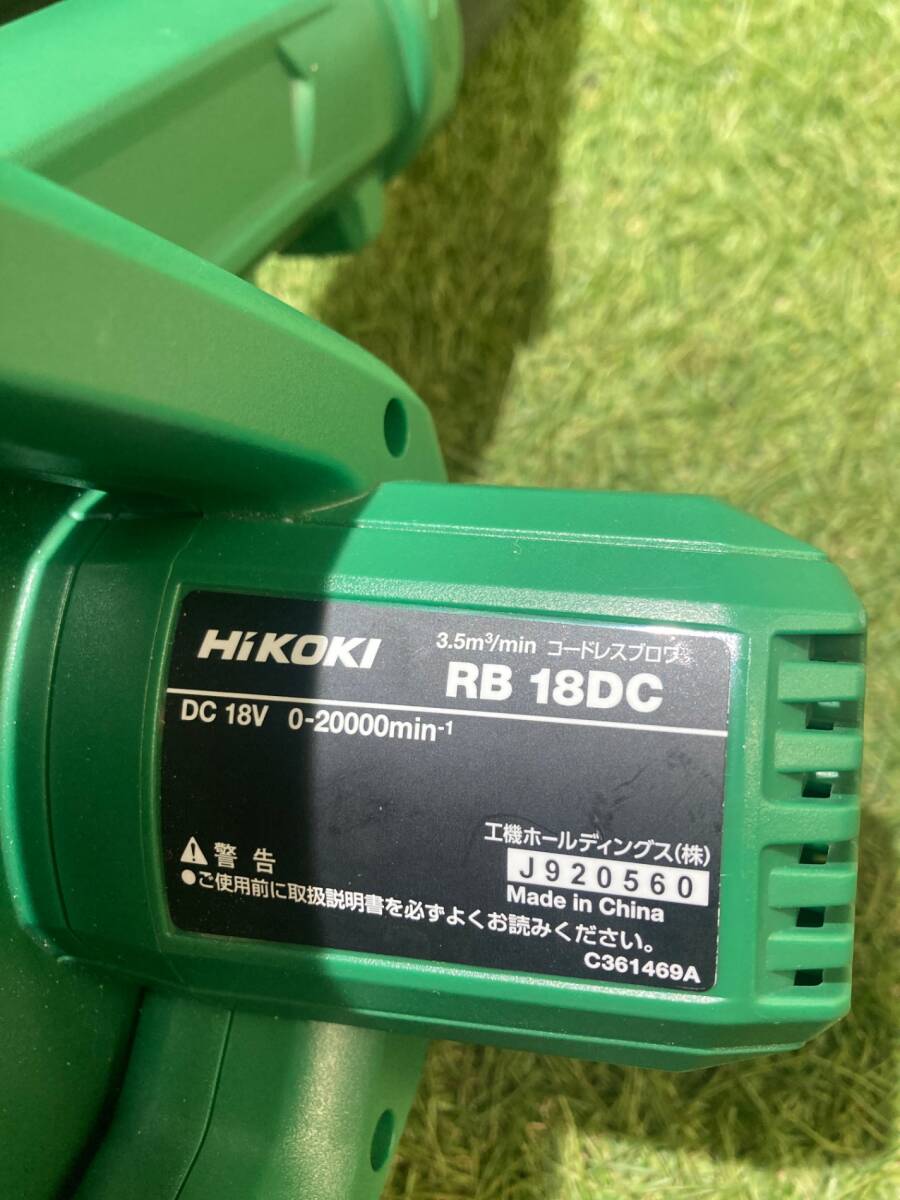 HiKOKI
3.5m³/min コードレスブロワ
RB 18DC
DC 18V 0-20000min⁻¹
工機ホールディングス(株)
J920560
Made in China
警告
●ご使用前に取扱説明書を必ずよくお読みください。
C361469A